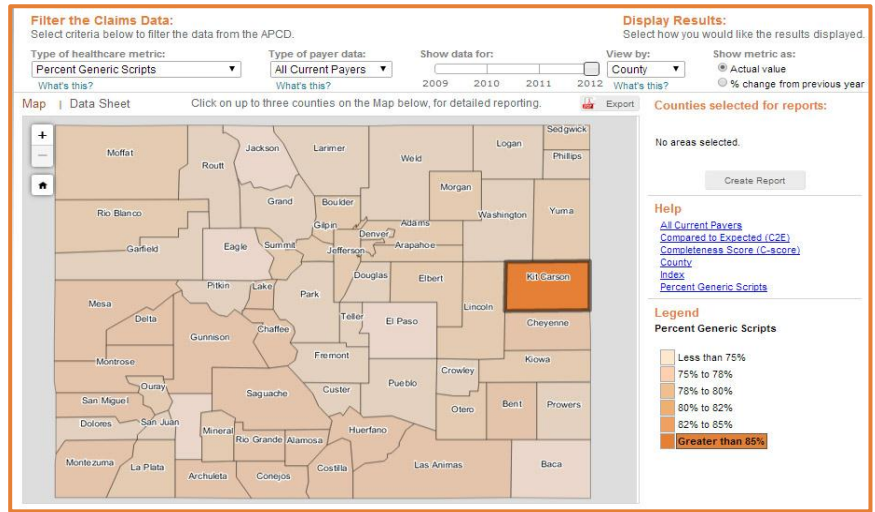 Filter the Claims Data:
Select criteria below to filter the data from the APCD.
Display Results:
Select how you would like the results displayed.
Type of healthcare metric:
Type of payer data:
Show data for:
View by:
Show metric as:
Percent Generic Scripts
All Current Payers
County
Actual value
% change from previous year
What's this?
What's this?
2009 2010 2011 2012
What's this?
Map | Data Sheet
Click on up to three counties on the Map below, for detailed reporting.
Export
Counties selected for reports:
No areas selected.
Create Report
Help
All Current Payers
Compared to Expected (C2E)
Completeness Score (C-score)
County
Index
Percent Generic Scripts
Legend
Percent Generic Scripts
Less than 75%
75% to 78%
78% to 80%
80% to 82%
82% to 85%
Greater than 85%
+
−
Moffat
Routt
Jackson
Larimer
Weld
Logan
Sedgwick
Phillips
Morgan
Rio Blanco
Grand
Boulder
Washington
Yuma
Gilpin
Denver
Adams
Garfield
Eagle
Summit
Jefferson
Arapahoe
Pitkin
Lake
Park
Douglas
Elbert
Kit Carson
Mesa
Delta
Gunnison
Chaffee
Teller
El Paso
Lincoln
Cheyenne
Montrose
Fremont
Kiowa
Crowley
Ouray
Saguache
Custer
Pueblo
San Miguel
Otero
Bent
Prowers
Dolores
San Juan
Mineral
Rio Grande
Alamosa
Huerfano
Montezuma
La Plata
Archuleta
Conejos
Costilla
Las Animas
Baca